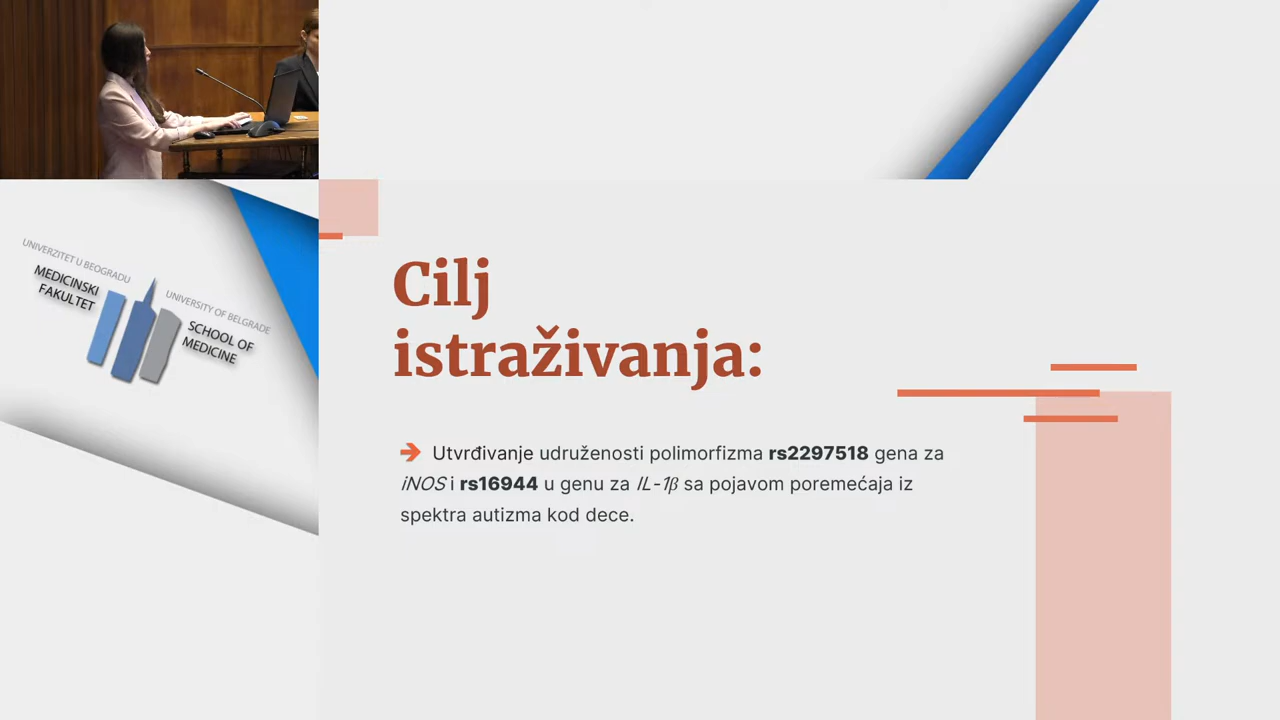 UNIVERZITET U BEOGRADU
MEDICINSKI
FAKULTET
UNIVERSITY OF BELGRADE
SCHOOL OF
MEDICINE
Cilj
istraživanja:
Utvrđivanje udruženosti polimorfizma rs2297518 gena za
iNOS i rs16944 u genu za IL-1β sa pojavom poremećaja iz
spektra autizma kod dece.